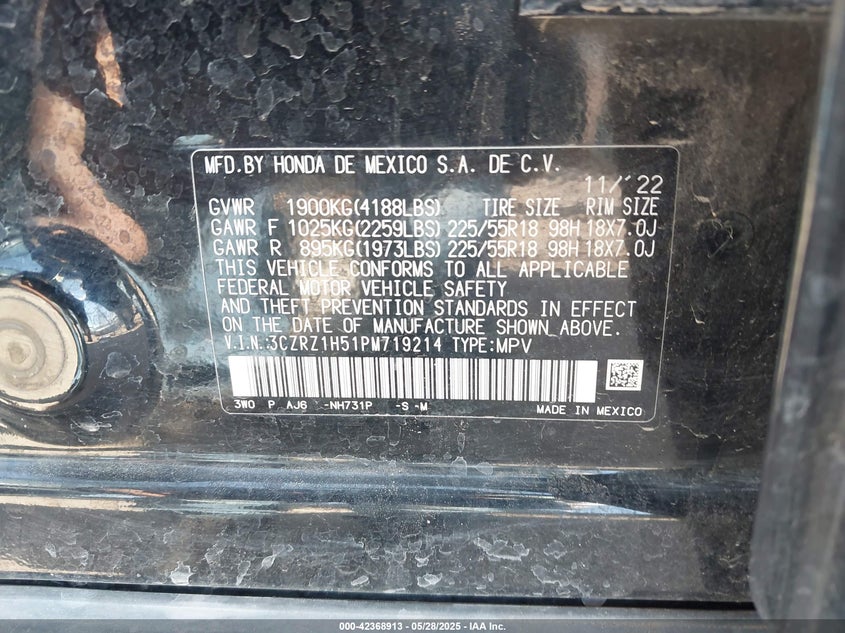 MFD.BY HONDA DE MEXICO S.A. DE C.V.
11/'22
GVWR 1900KG(4188LBS) TIRE SIZE RIM SIZE
GAWR F 1025KG(2259LBS) 225/55R18 98H 18X7.0J
GAWR R 895KG(1973LBS) 225/55R18 98H 18X7.0J
THIS VEHICLE CONFORMS TO ALL APPLICABLE
FEDERAL MOTOR VEHICLE SAFETY
AND THEFT PREVENTION STANDARDS IN EFFECT
ON THE DATE OF MANUFACTURE SHOWN ABOVE.
V.I.N.:3CZRZ1H51PM719214 TYPE:MPV
3W0 P AJ6 -NH731P -S-M MADE IN MEXICO
000-42368913 - 05/28/2025 - IAA Inc.